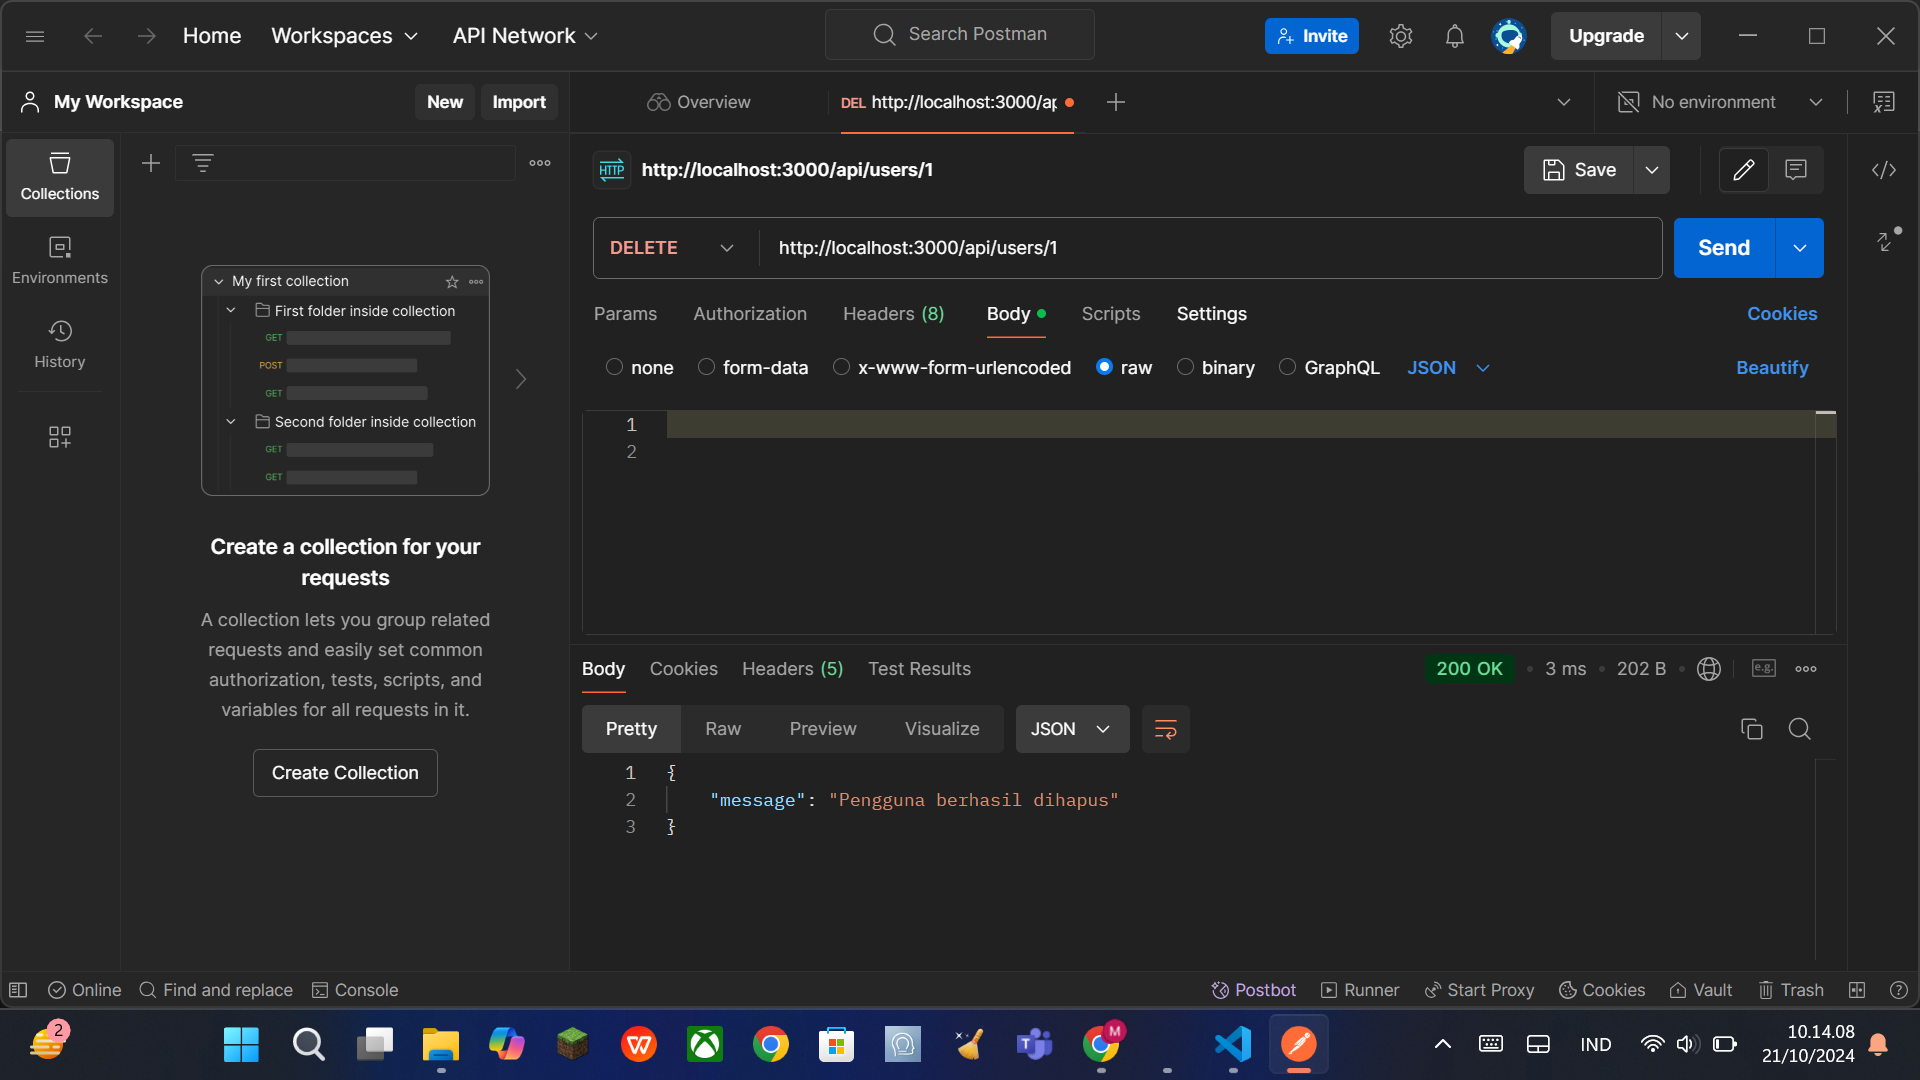 Home
Workspaces
API Network
Search Postman
Invite
Upgrade
My Workspace
New
Import
Overview
DEL http://localhost:3000/ap
No environment
Collections
Environments
History
My first collection
First folder inside collection
GET
POST
GET
Second folder inside collection
GET
GET
Create a collection for your
requests
A collection lets you group related
requests and easily set common
authorization, tests, scripts, and
variables for all requests in it.
Create Collection
HTTP
http://localhost:3000/api/users/1
Save
DELETE
http://localhost:3000/api/users/1
Send
Params
Authorization
Headers (8)
Body
Scripts
Settings
Cookies
none
form-data
x-www-form-urlencoded
raw
binary
GraphQL
JSON
Beautify
1
2
Body
Cookies
Headers (5)
Test Results
200 OK
3 ms
202 B
e.g.
Pretty
Raw
Preview
Visualize
JSON
1 {
2 "message": "Pengguna berhasil dihapus"
3 }
Online
Find and replace
Console
Postbot
Runner
Start Proxy
Cookies
Vault
Trash
2
M
IND
10.14.08
21/10/2024